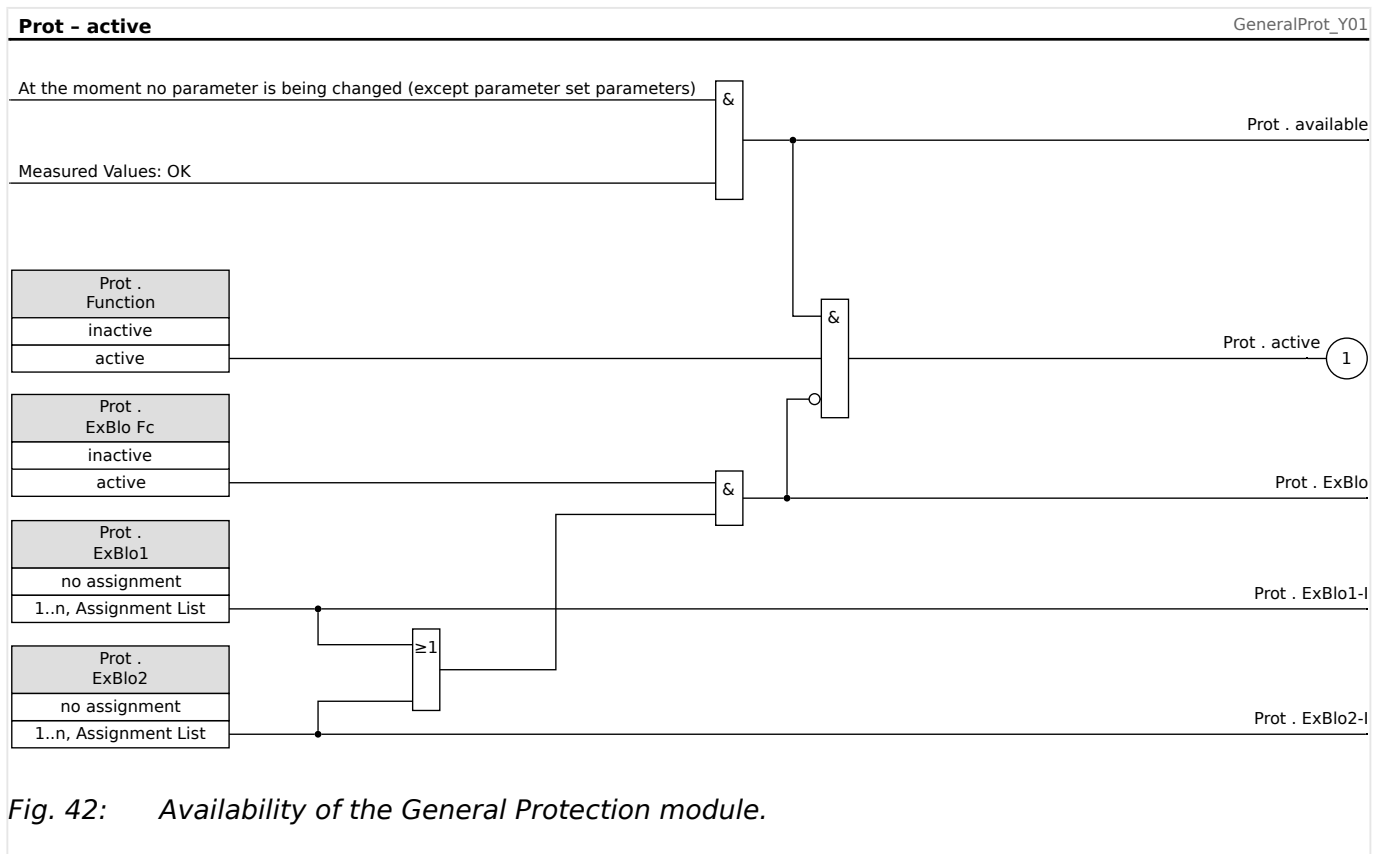 Prot – active
GeneralProt_Y01
At the moment no parameter is being changed (except parameter set parameters)
&
Prot . available
Measured Values: OK
Prot .
Function
inactive
active
&
Prot . active
1
Prot .
ExBlo Fc
inactive
active
&
Prot . ExBlo
Prot .
ExBlo1
no assignment
1..n, Assignment List
Prot . ExBlo1-I
≥1
Prot .
ExBlo2
no assignment
1..n, Assignment List
Prot . ExBlo2-I
Fig. 42: Availability of the General Protection module.